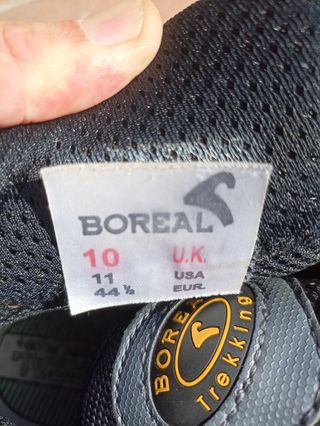 BOREAL
10 U.K.
11 USA
44 ½ EUR.
BOREAL
Trekking